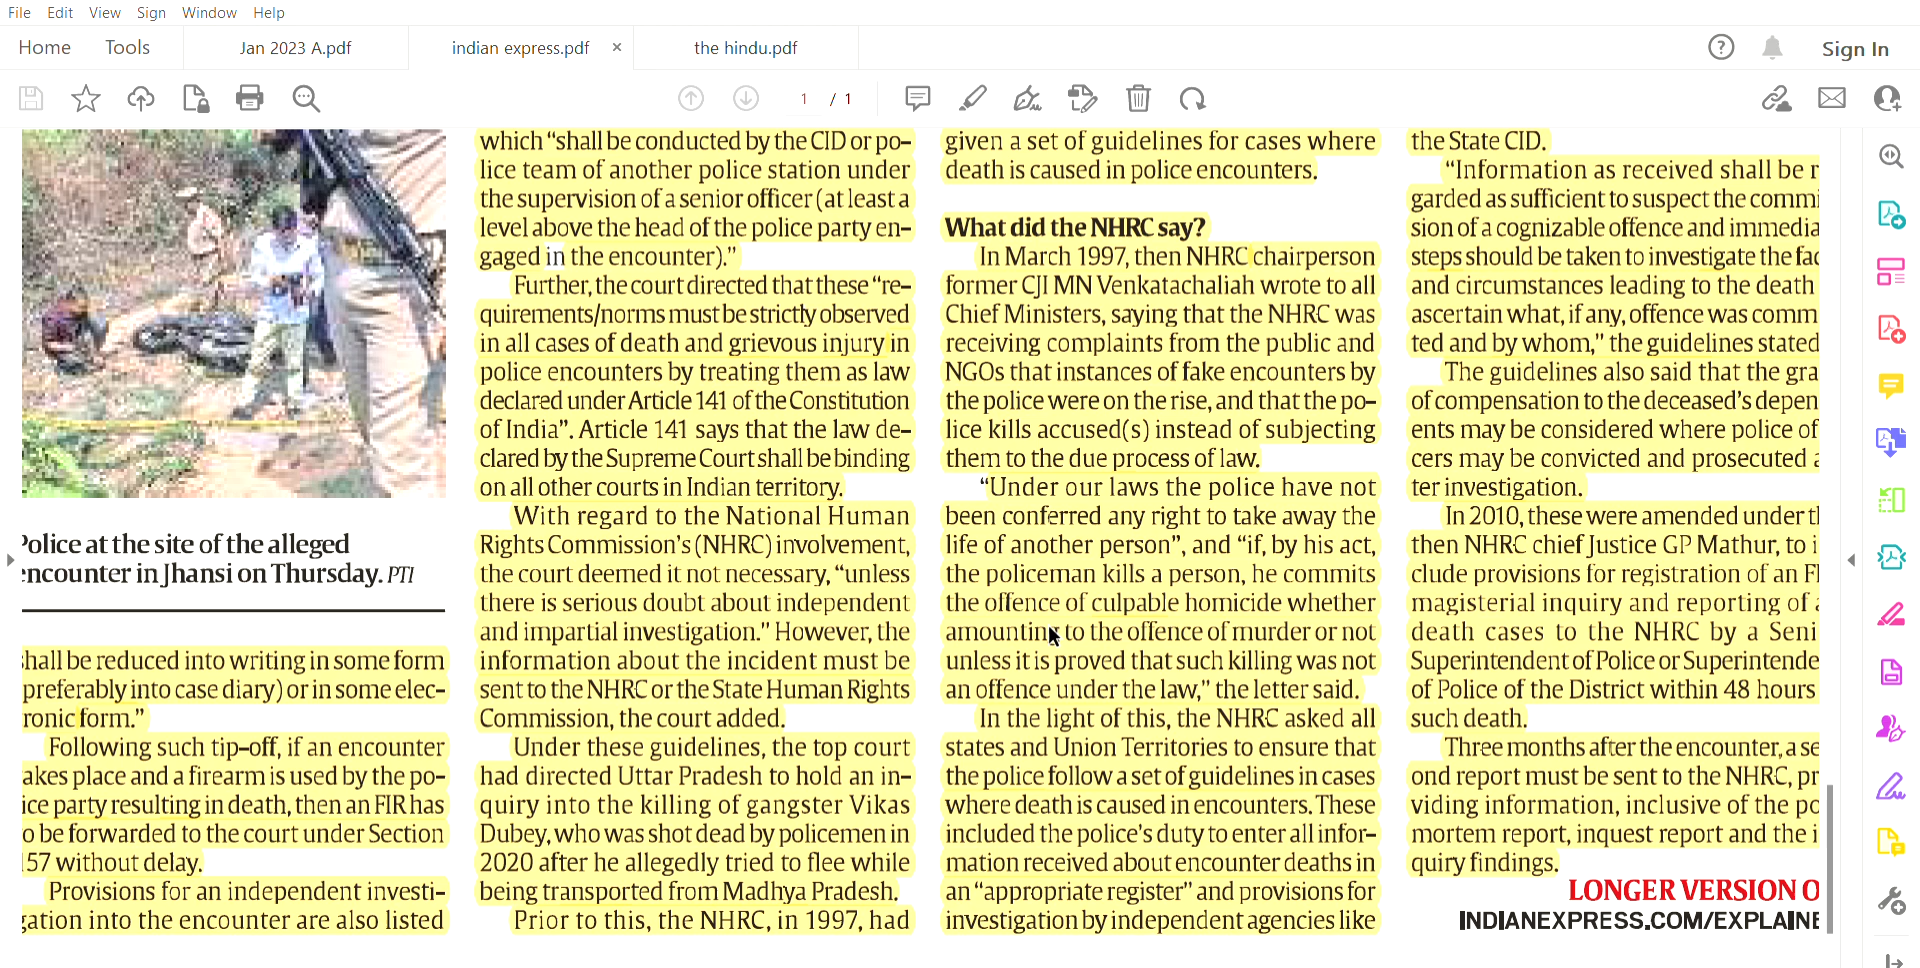 File Edit View Sign Window Help
Home Tools Jan 2023 A.pdf indian express.pdf × the hindu.pdf Sign In
1 / 1
Police at the site of the alleged
encounter in Jhansi on Thursday. PTI
shall be reduced into writing in some form
preferably into case diary) or in some elec-
ronic form."
Following such tip-off, if an encounter
akes place and a firearm is used by the po-
ice party resulting in death, then an FIR has
o be forwarded to the court under Section
157 without delay.
Provisions for an independent investi-
gation into the encounter are also listed
which "shall be conducted by the CID or po-
lice team of another police station under
the supervision of a senior officer (at least a
level above the head of the police party en-
gaged in the encounter)."
Further, the court directed that these "re-
quirements/norms must be strictly observed
in all cases of death and grievous injury in
police encounters by treating them as law
declared under Article 141 of the Constitution
of India". Article 141 says that the law de-
clared by the Supreme Court shall be binding
on all other courts in Indian territory.
With regard to the National Human
Rights Commission's (NHRC) involvement,
the court deemed it not necessary, "unless
there is serious doubt about independent
and impartial investigation." However, the
information about the incident must be
sent to the NHRC or the State Human Rights
Commission, the court added.
Under these guidelines, the top court
had directed Uttar Pradesh to hold an in-
quiry into the killing of gangster Vikas
Dubey, who was shot dead by policemen in
2020 after he allegedly tried to flee while
being transported from Madhya Pradesh.
Prior to this, the NHRC, in 1997, had
given a set of guidelines for cases where
death is caused in police encounters.
What did the NHRC say?
In March 1997, then NHRC chairperson
former CJI MN Venkatachaliah wrote to all
Chief Ministers, saying that the NHRC was
receiving complaints from the public and
NGOs that instances of fake encounters by
the police were on the rise, and that the po-
lice kills accused(s) instead of subjecting
them to the due process of law.
"Under our laws the police have not
been conferred any right to take away the
life of another person", and "if, by his act,
the policeman kills a person, he commits
the offence of culpable homicide whether
amounting to the offence of murder or not
unless it is proved that such killing was not
an offence under the law," the letter said.
In the light of this, the NHRC asked all
states and Union Territories to ensure that
the police follow a set of guidelines in cases
where death is caused in encounters. These
included the police's duty to enter all infor-
mation received about encounter deaths in
an "appropriate register" and provisions for
investigation by independent agencies like
the State CID.
"Information as received shall be r
garded as sufficient to suspect the commi
sion of a cognizable offence and immedia
steps should be taken to investigate the fac
and circumstances leading to the death
ascertain what, if any, offence was comm
ted and by whom," the guidelines stated
The guidelines also said that the gra
of compensation to the deceased's depen
ents may be considered where police of
cers may be convicted and prosecuted a
ter investigation.
In 2010, these were amended under th
then NHRC chief Justice GP Mathur, to i
clude provisions for registration of an FI
magisterial inquiry and reporting of a
death cases to the NHRC by a Seni
Superintendent of Police or Superintende
of Police of the District within 48 hours
such death.
Three months after the encounter, a se
ond report must be sent to the NHRC, pr
viding information, inclusive of the po
mortem report, inquest report and the i
quiry findings.
LONGER VERSION O
INDIANEXPRESS.COM/EXPLAINE